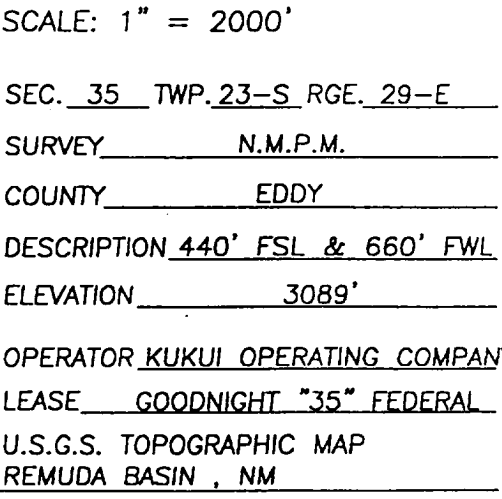 SCALE: 1" = 2000'
SEC. 35 TWP. 23-S RGE. 29-E
SURVEY N.M.P.M.
COUNTY EDDY
DESCRIPTION 440' FSL & 660' FWL
ELEVATION 3089'
OPERATOR KUKUI OPERATING COMPAN
LEASE GOODNIGHT "35" FEDERAL
U.S.G.S. TOPOGRAPHIC MAP
REMUDA BASIN , NM